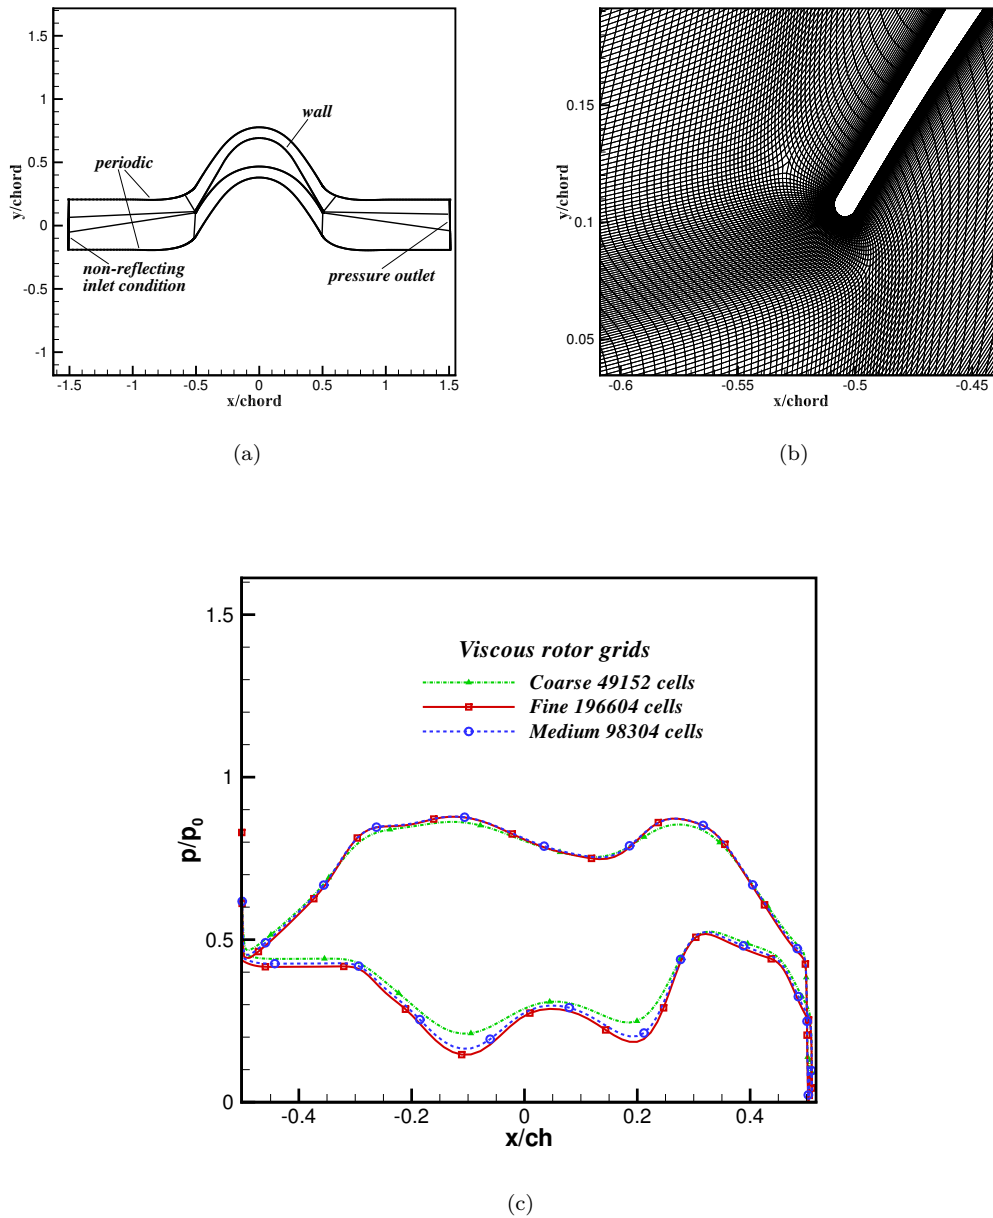 1.5
1
0.5
0
-0.5
-1
y/chord
wall
periodic
non-reflecting
inlet condition
pressure outlet
-1.5
-1
-0.5
0
0.5
1
1.5
x/chord
(a)
0.15
0.1
0.05
y/chord
-0.6
-0.55
-0.5
-0.45
x/chord
(b)
1.5
1
0.5
0
p/p0
Viscous rotor grids
Coarse 49152 cells
Fine 196604 cells
Medium 98304 cells
-0.4
-0.2
0
0.2
0.4
x/ch
(c)